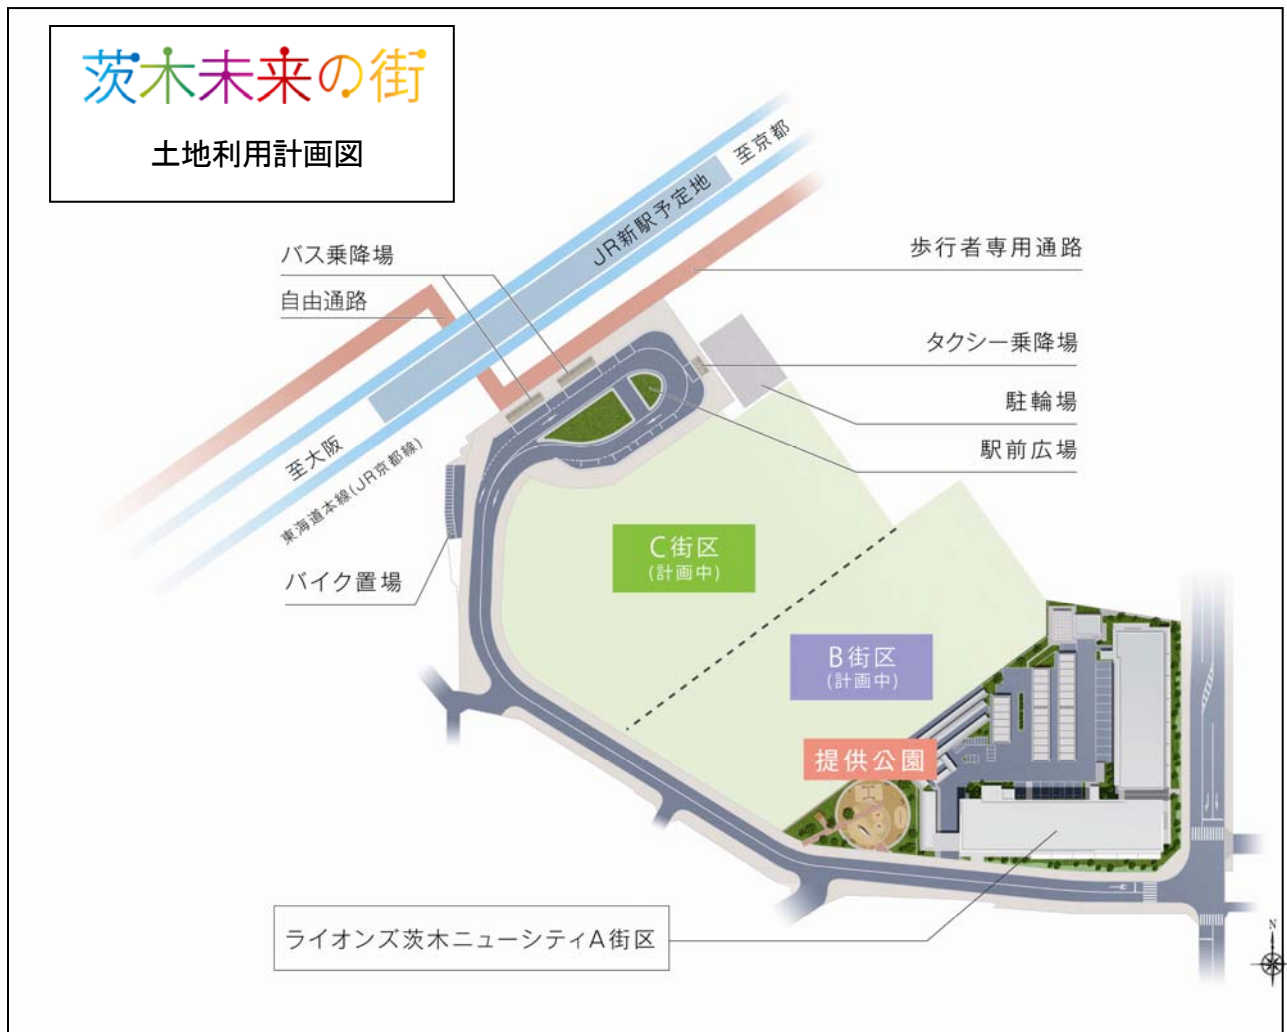 茨木未来の街
土地利用計画図
至京都
JR新駅予定地
バス乗降場
自由通路
歩行者専用通路
タクシー乗降場
駐輪場
駅前広場
至大阪
東海道本線(JR京都線)
バイク置場
C街区
(計画中)
B街区
(計画中)
提供公園
ライオンズ茨木ニューシティA街区
N